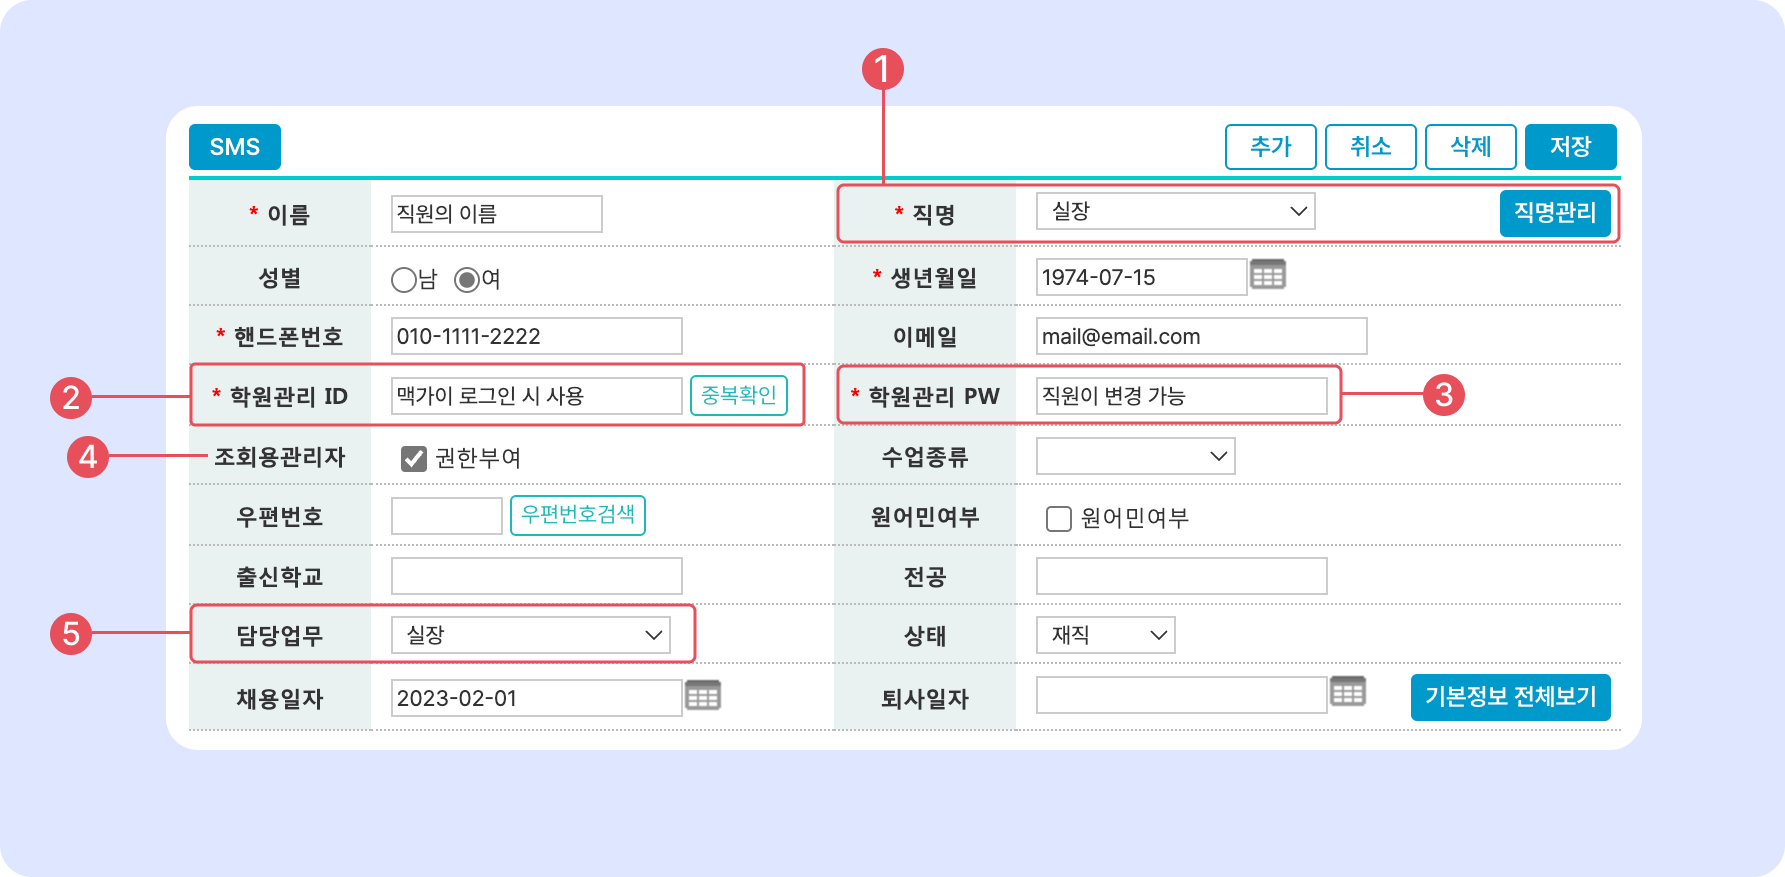 1
SMS 추가 취소 삭제 저장
* 이름 직원의 이름 * 직명 실장 직명관리
성별 남 여 * 생년월일 1974-07-15
* 핸드폰번호 010-1111-2222 이메일 mail@email.com
2 * 학원관리 ID 맥가이 로그인 시 사용 중복확인 * 학원관리 PW 직원이 변경 가능 3
4 조회용관리자 권한부여 수업종류
우편번호 우편번호검색 원어민여부 원어민여부
출신학교 전공
5 담당업무 실장 상태 재직
채용일자 2023-02-01 퇴사일자 기본정보 전체보기